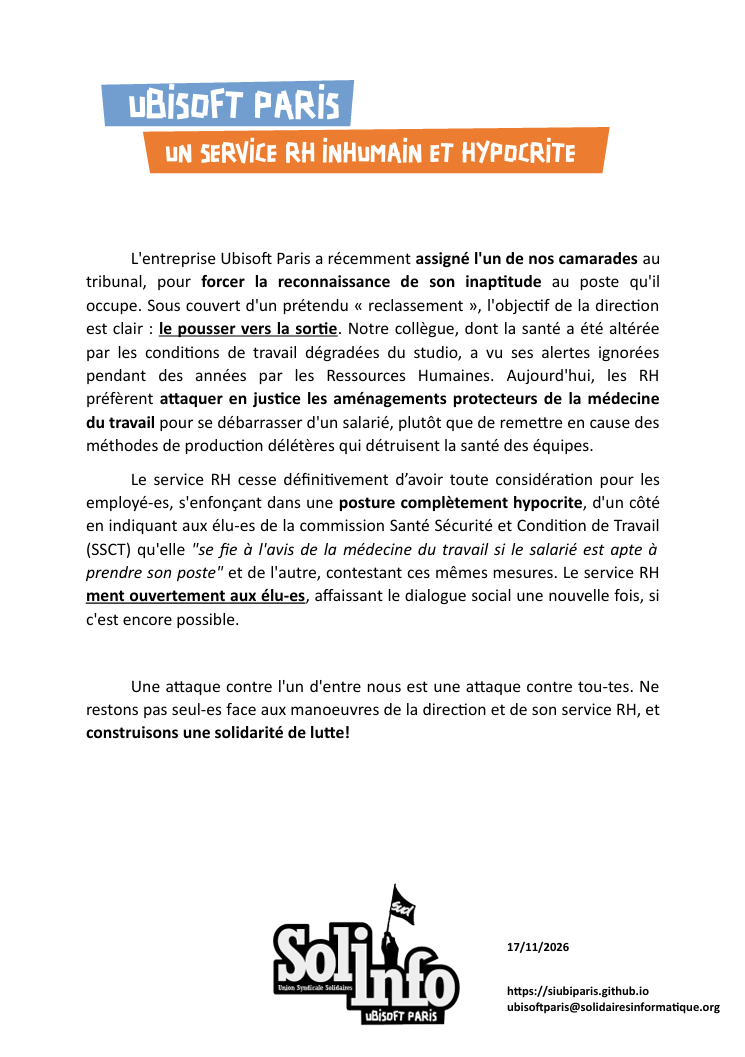 UBISOFT PARIS
UN SERVICE RH INHUMAIN ET HYPOCRITE
L'entreprise Ubisoft Paris a récemment assigné l'un de nos camarades au
tribunal, pour forcer la reconnaissance de son inaptitude au poste qu'il
occupe. Sous couvert d'un prétendu « reclassement », l'objectif de la direction
est clair : le pousser vers la sortie. Notre collègue, dont la santé a été altérée
par les conditions de travail dégradées du studio, a vu ses alertes ignorées
pendant des années par les Ressources Humaines. Aujourd'hui, les RH
préfèrent attaquer en justice les aménagements protecteurs de la médecine
du travail pour se débarrasser d'un salarié, plutôt que de remettre en cause des
méthodes de production délétères qui détruisent la santé des équipes.
Le service RH cesse définitivement d’avoir toute considération pour les
employé-es, s'enfonçant dans une posture complètement hypocrite, d'un côté
en indiquant aux élu-es de la commission Santé Sécurité et Condition de Travail
(SSCT) qu'elle "se fie à l'avis de la médecine du travail si le salarié est apte à
prendre son poste" et de l'autre, contestant ces mêmes mesures. Le service RH
ment ouvertement aux élu-es, affaissant le dialogue social une nouvelle fois, si
c'est encore possible.
Une attaque contre l'un d'entre nous est une attaque contre tou-tes. Ne
restons pas seul-es face aux manoeuvres de la direction et de son service RH, et
construisons une solidarité de lutte!
Sud
Soli
Union Syndicale Solidaires
Info
UBISOFT PARIS
17/11/2026
https://siubiparis.github.io
ubisoftparis@solidairesinformatique.org